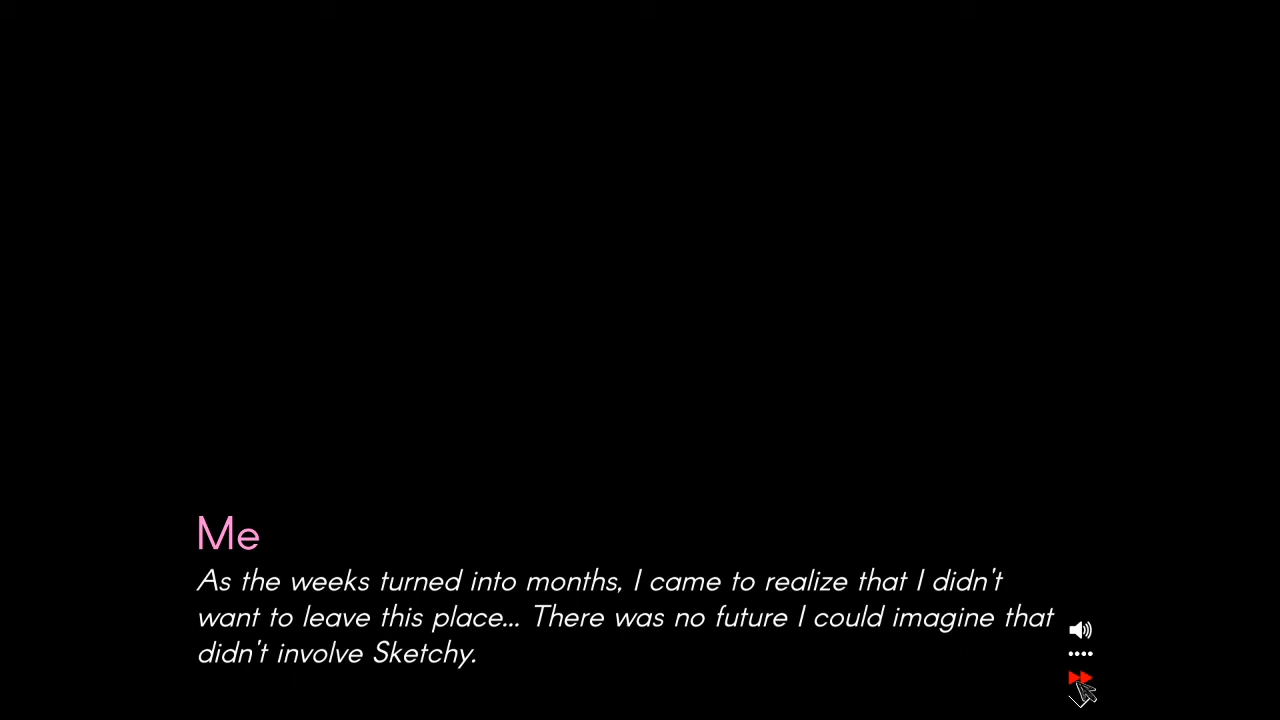 Me
As the weeks turned into months, I came to realize that I didn't
want to leave this place... There was no future I could imagine that
didn't involve Sketchy.